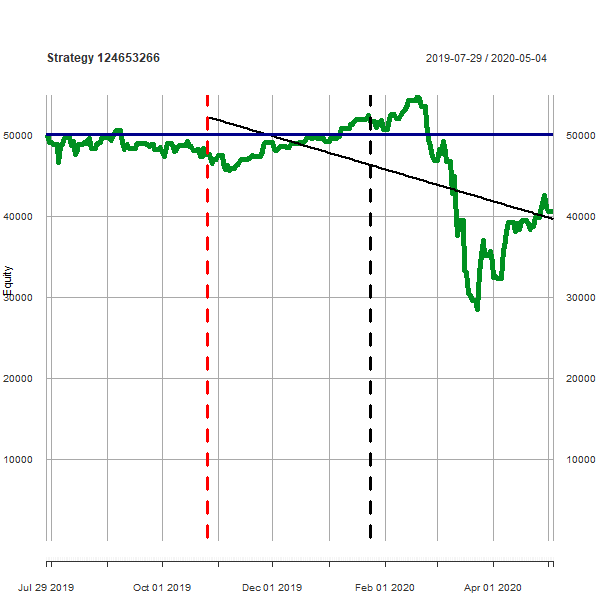 Strategy 124653266
2019-07-29 / 2020-05-04
50000
50000
40000
40000
Equity
30000
30000
20000
20000
10000
10000
Jul 29 2019
Oct 01 2019
Dec 01 2019
Feb 01 2020
Apr 01 2020